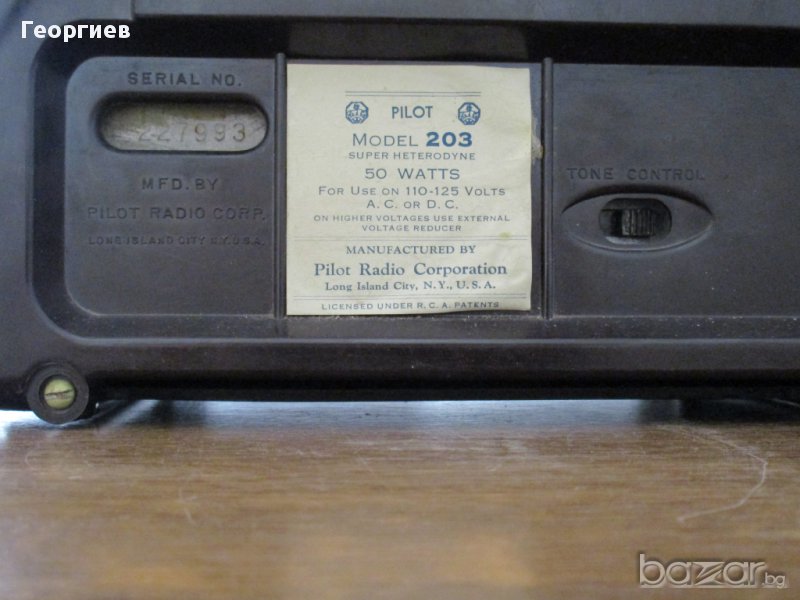 Георгиев
SERIAL NO.
227993
MFD. BY
PILOT RADIO CORP.
LONG ISLAND CITY N.Y. U.S.A.
PILOT
MODEL 203
SUPER HETERODYNE
50 WATTS
FOR USE ON 110-125 VOLTS
A. C. OR D. C.
ON HIGHER VOLTAGES USE EXTERNAL
VOLTAGE REDUCER
MANUFACTURED BY
Pilot Radio Corporation
Long Island City, N.Y., U. S. A.
LICENSED UNDER R. C. A. PATENTS
TONE CONTROL
bazar.bg